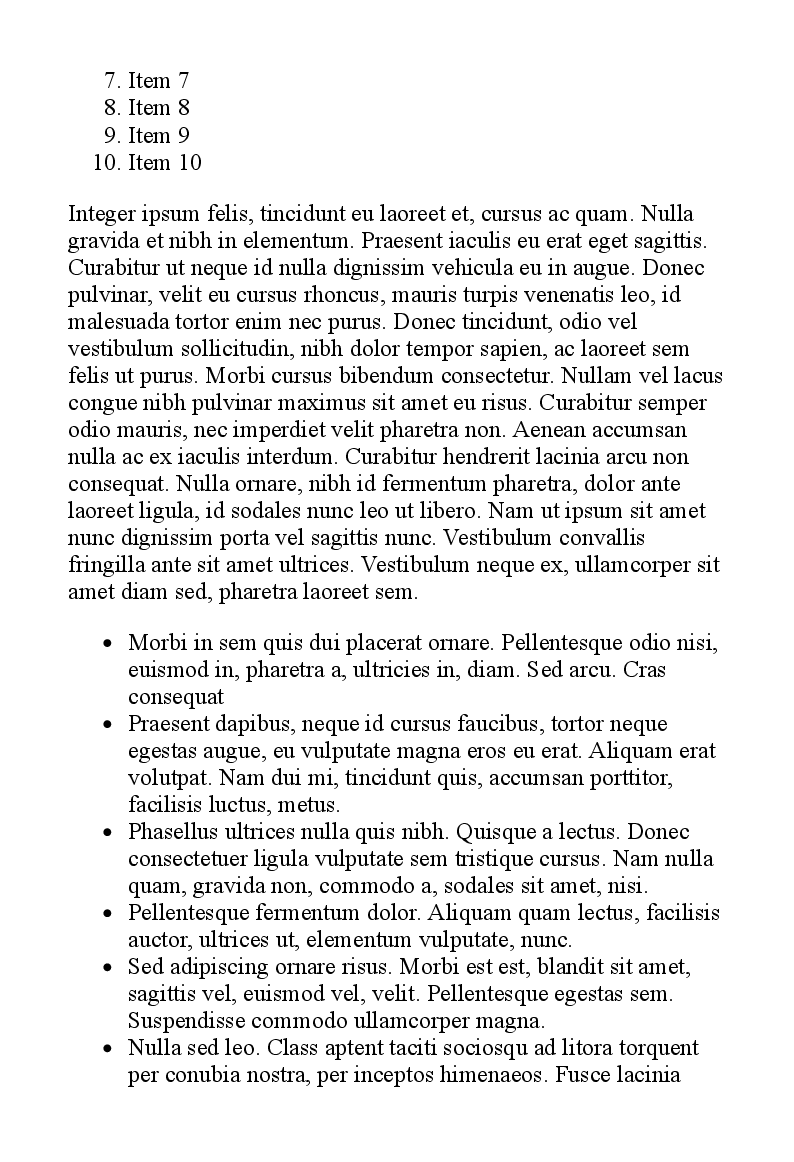 7. Item 7
8. Item 8
9. Item 9
10. Item 10
Integer ipsum felis, tincidunt eu laoreet et, cursus ac quam. Nulla
gravida et nibh in elementum. Praesent iaculis eu erat eget sagittis.
Curabitur ut neque id nulla dignissim vehicula eu in augue. Donec
pulvinar, velit eu cursus rhoncus, mauris turpis venenatis leo, id
malesuada tortor enim nec purus. Donec tincidunt, odio vel
vestibulum sollicitudin, nibh dolor tempor sapien, ac laoreet sem
felis ut purus. Morbi cursus bibendum consectetur. Nullam vel lacus
congue nibh pulvinar maximus sit amet eu risus. Curabitur semper
odio mauris, nec imperdiet velit pharetra non. Aenean accumsan
nulla ac ex iaculis interdum. Curabitur hendrerit lacinia arcu non
consequat. Nulla ornare, nibh id fermentum pharetra, dolor ante
laoreet ligula, id sodales nunc leo ut libero. Nam ut ipsum sit amet
nunc dignissim porta vel sagittis nunc. Vestibulum convallis
fringilla ante sit amet ultrices. Vestibulum neque ex, ullamcorper sit
amet diam sed, pharetra laoreet sem.
• Morbi in sem quis dui placerat ornare. Pellentesque odio nisi,
euismod in, pharetra a, ultricies in, diam. Sed arcu. Cras
consequat
• Praesent dapibus, neque id cursus faucibus, tortor neque
egestas augue, eu vulputate magna eros eu erat. Aliquam erat
volutpat. Nam dui mi, tincidunt quis, accumsan porttitor,
facilisis luctus, metus.
• Phasellus ultrices nulla quis nibh. Quisque a lectus. Donec
consectetuer ligula vulputate sem tristique cursus. Nam nulla
quam, gravida non, commodo a, sodales sit amet, nisi.
• Pellentesque fermentum dolor. Aliquam quam lectus, facilisis
auctor, ultrices ut, elementum vulputate, nunc.
• Sed adipiscing ornare risus. Morbi est est, blandit sit amet,
sagittis vel, euismod vel, velit. Pellentesque egestas sem.
Suspendisse commodo ullamcorper magna.
• Nulla sed leo. Class aptent taciti sociosqu ad litora torquent
per conubia nostra, per inceptos himenaeos. Fusce lacinia